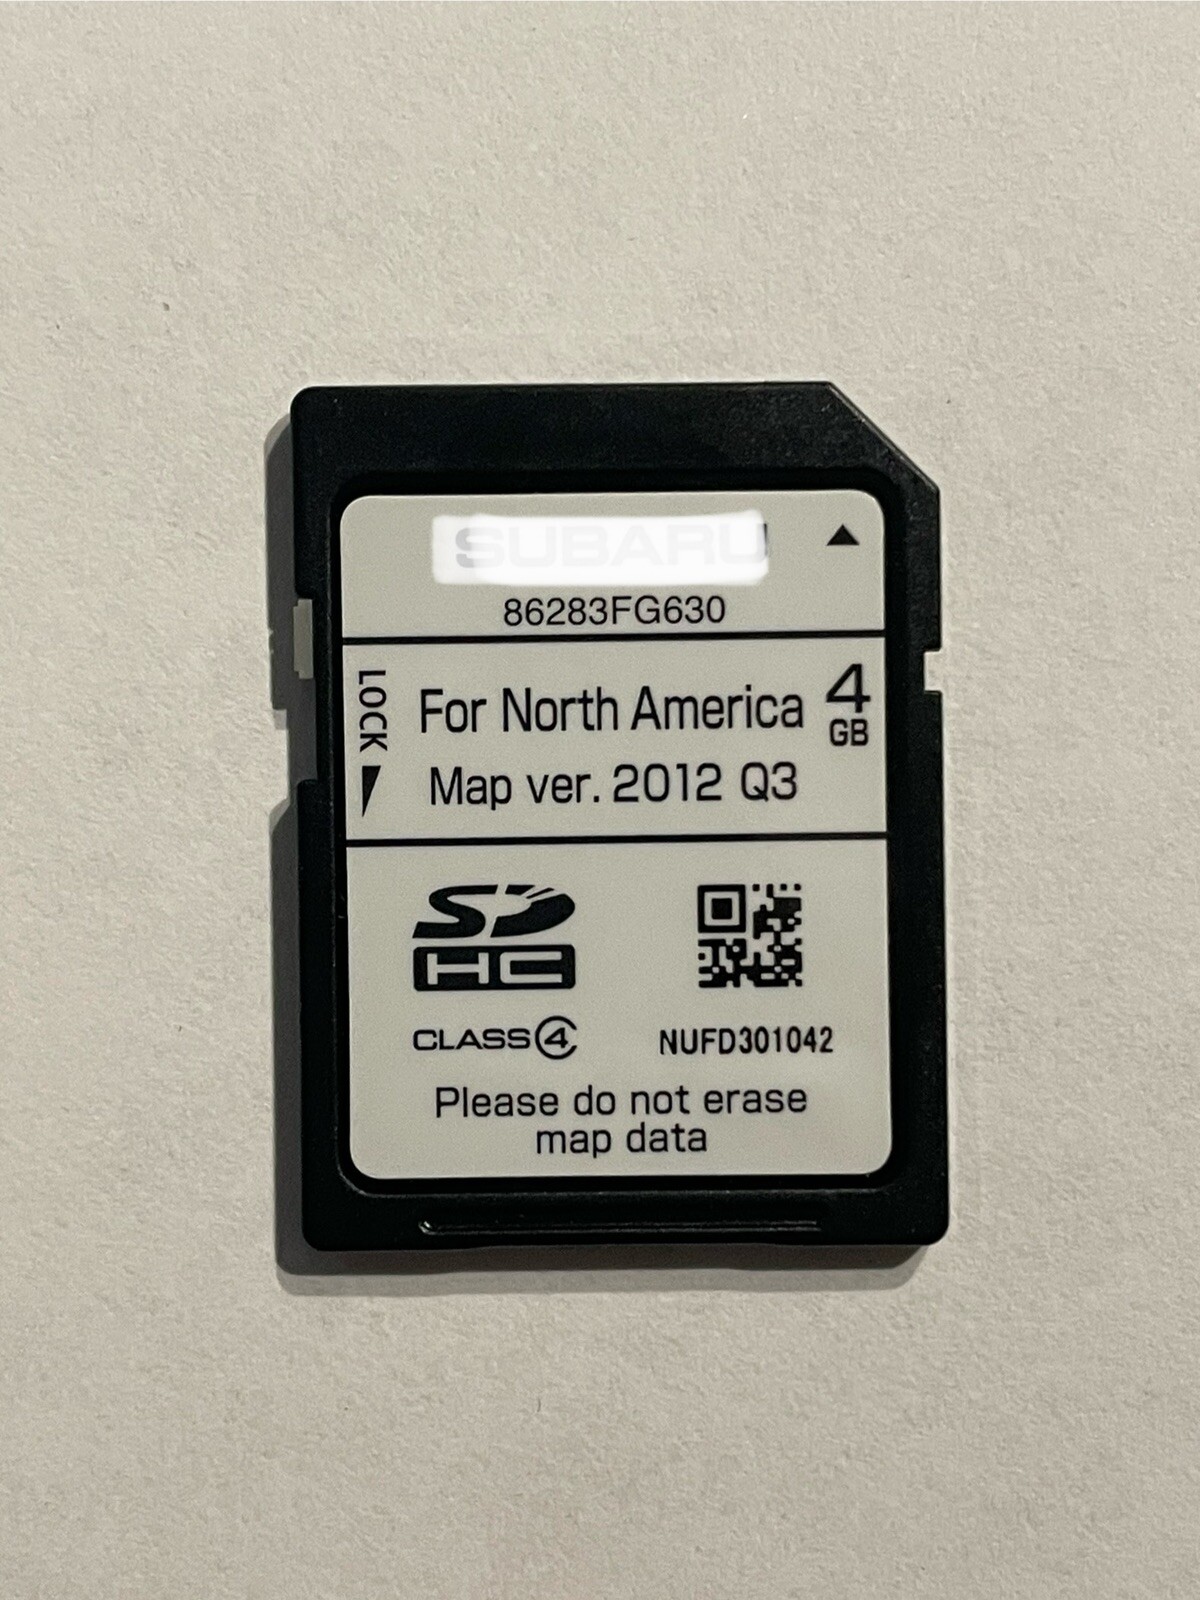 SUBARU
86283FG630
LOCK
For North America
4
GB
Map ver. 2012 Q3
SD
HC
CLASS 4
NUFD301042
Please do not erase
map data